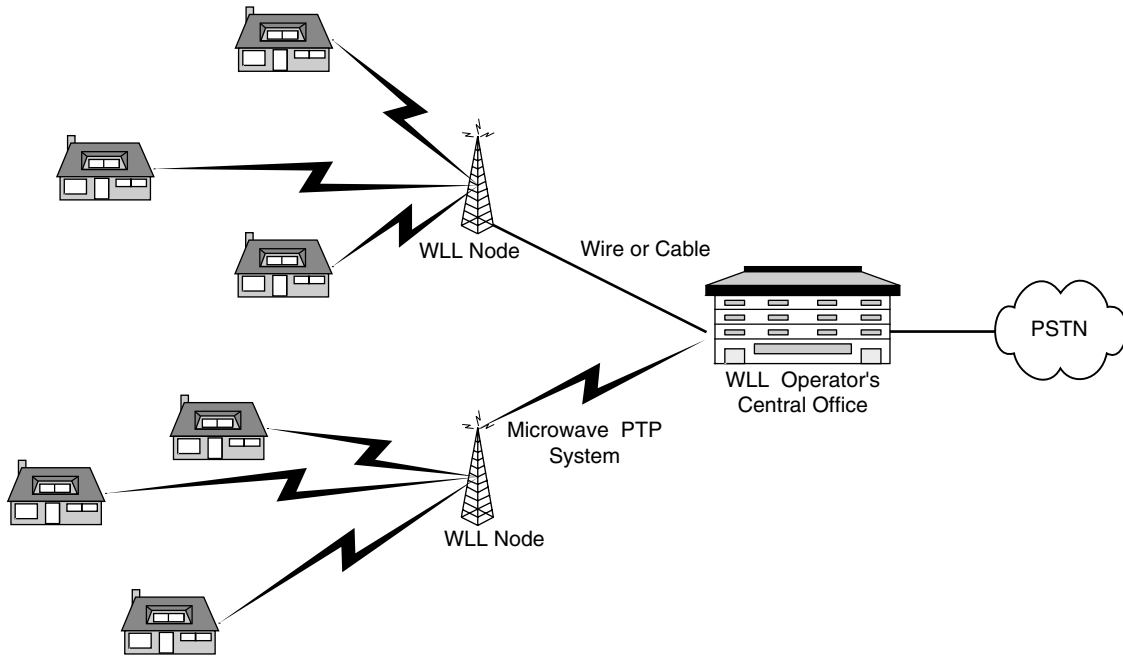 WLL Node
Wire or Cable
PSTN
WLL Operator's
Central Office
Microwave PTP
System
WLL Node